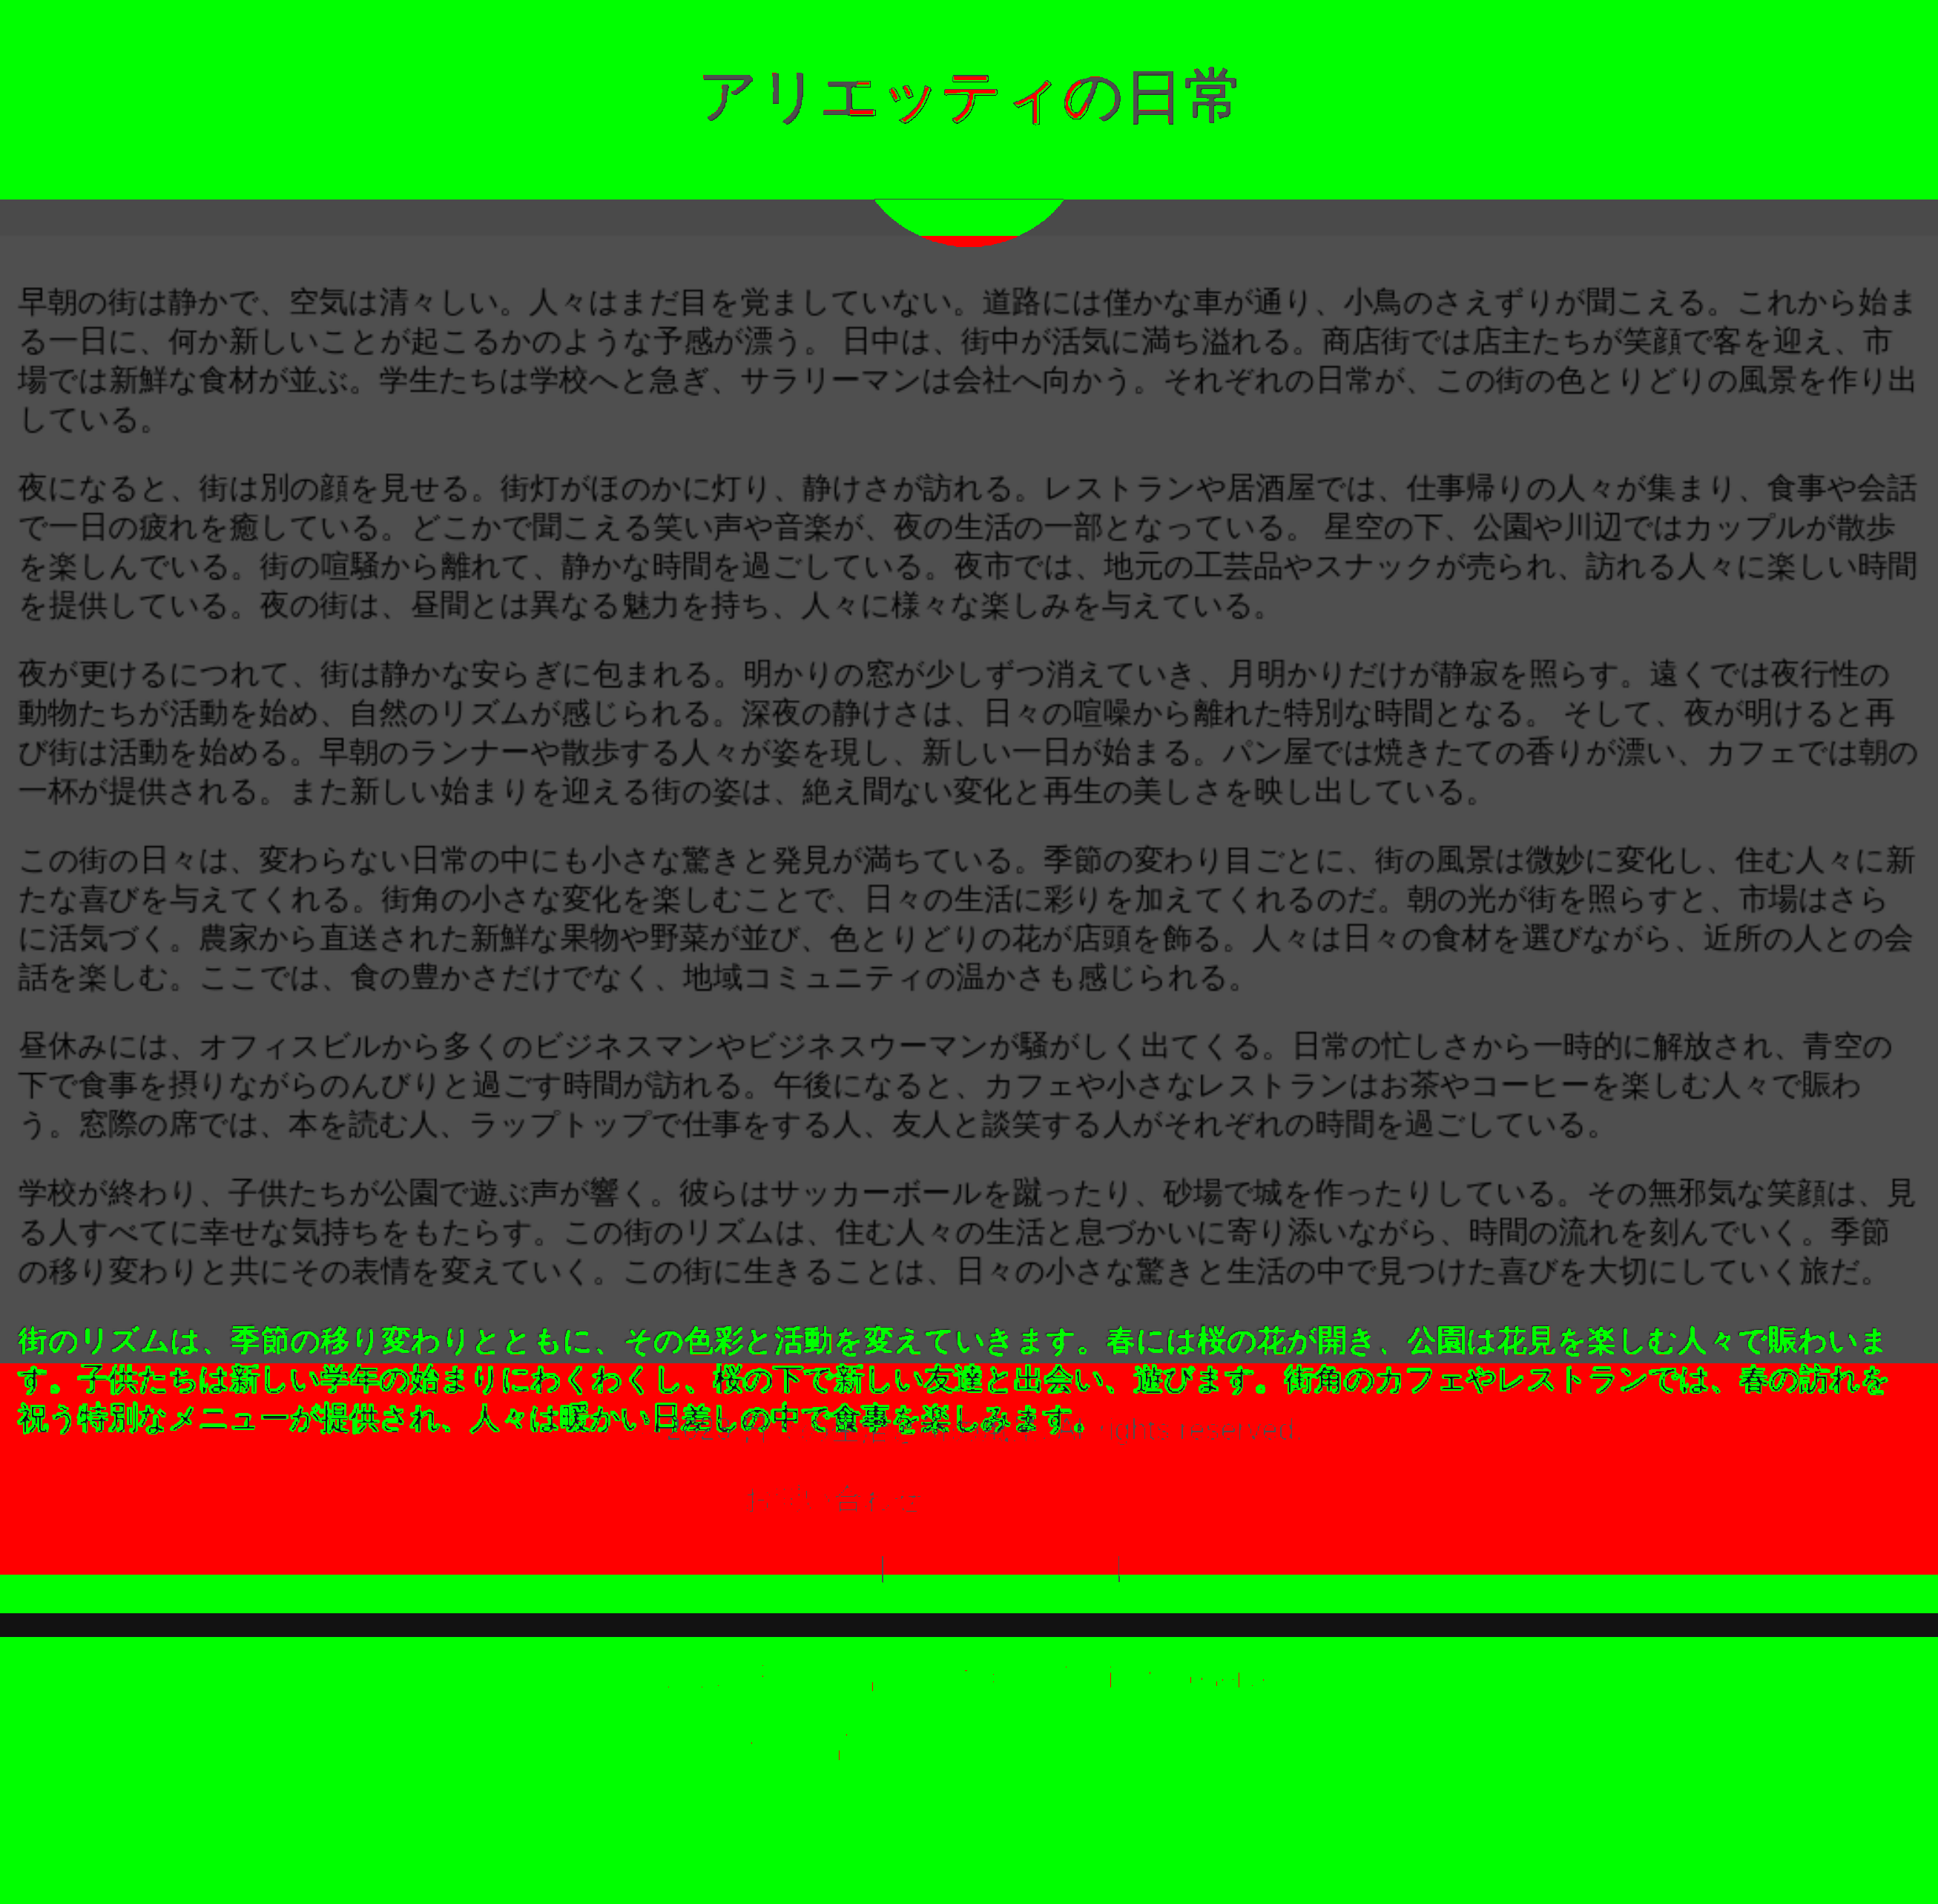 アリエッティの日常
早朝の街は静かで、空気は清々しい。人々はまだ目を覚ましていない。道路には僅かな車が通り、小鳥のさえずりが聞こえる。これから始ま
る一日に、何か新しいことが起こるかのような予感が漂う。 日中は、街中が活気に満ち溢れる。商店街では店主たちが笑顔で客を迎え、市
場では新鮮な食材が並ぶ。学生たちは学校へと急ぎ、サラリーマンは会社へ向かう。それぞれの日常が、この街の色とりどりの風景を作り出
している。
夜になると、街は別の顔を見せる。街灯がほのかに灯り、静けさが訪れる。レストランや居酒屋では、仕事帰りの人々が集まり、食事や会話
で一日の疲れを癒している。どこかで聞こえる笑い声や音楽が、夜の生活の一部となっている。 星空の下、公園や川辺ではカップルが散歩
を楽しんでいる。街の喧騒から離れて、静かな時間を過ごしている。夜市では、地元の工芸品やスナックが売られ、訪れる人々に楽しい時間
を提供している。夜の街は、昼間とは異なる魅力を持ち、人々に様々な楽しみを与えている。
夜が更けるにつれて、街は静かな安らぎに包まれる。明かりの窓が少しずつ消えていき、月明かりだけが静寂を照らす。遠くでは夜行性の
動物たちが活動を始め、自然のリズムが感じられる。深夜の静けさは、日々の喧噪から離れた特別な時間となる。 そして、夜が明けると再
び街は活動を始める。早朝のランナーや散歩する人々が姿を現し、新しい一日が始まる。パン屋では焼きたての香りが漂い、カフェでは朝の
一杯が提供される。また新しい始まりを迎える街の姿は、絶え間ない変化と再生の美しさを映し出している。
この街の日々は、変わらない日常の中にも小さな驚きと発見が満ちている。季節の変わり目ごとに、街の風景は微妙に変化し、住む人々に新
たな喜びを与えてくれる。街角の小さな変化を楽しむことで、日々の生活に彩りを加えてくれるのだ。朝の光が街を照らすと、市場はさら
に活気づく。農家から直送された新鮮な果物や野菜が並び、色とりどりの花が店頭を飾る。人々は日々の食材を選びながら、近所の人との会
話を楽しむ。ここでは、食の豊かさだけでなく、地域コミュニティの温かさも感じられる。
昼休みには、オフィスビルから多くのビジネスマンやビジネスウーマンが騒がしく出てくる。日常の忙しさから一時的に解放され、青空の
下で食事を摂りながらのんびりと過ごす時間が訪れる。午後になると、カフェや小さなレストランはお茶やコーヒーを楽しむ人々で賑わ
う。窓際の席では、本を読む人、ラップトップで仕事をする人、友人と談笑する人がそれぞれの時間を過ごしている。
学校が終わり、子供たちが公園で遊ぶ声が響く。彼らはサッカーボールを蹴ったり、砂場で城を作ったりしている。その無邪気な笑顔は、見
る人すべてに幸せな気持ちをもたらす。この街のリズムは、住む人々の生活と息づかいに寄り添いながら、時間の流れを刻んでいく。季節
の移り変わりと共にその表情を変えていく。この街に生きることは、日々の小さな驚きと生活の中で見つけた喜びを大切にしていく旅だ。
街のリズムは、季節の移り変わりとともに、その色彩と活動を変えていきます。春には桜の花が開き、公園は花見を楽しむ人々で賑わいま
す。子供たちは新しい学年の始まりにわくわくし、桜の下で新しい友達と出会い、遊びます。街角のカフェやレストランでは、春の訪れを
祝う特別なメニューが提供され、人々は暖かい日差しの中で食事を楽しみます。
rights reserved.